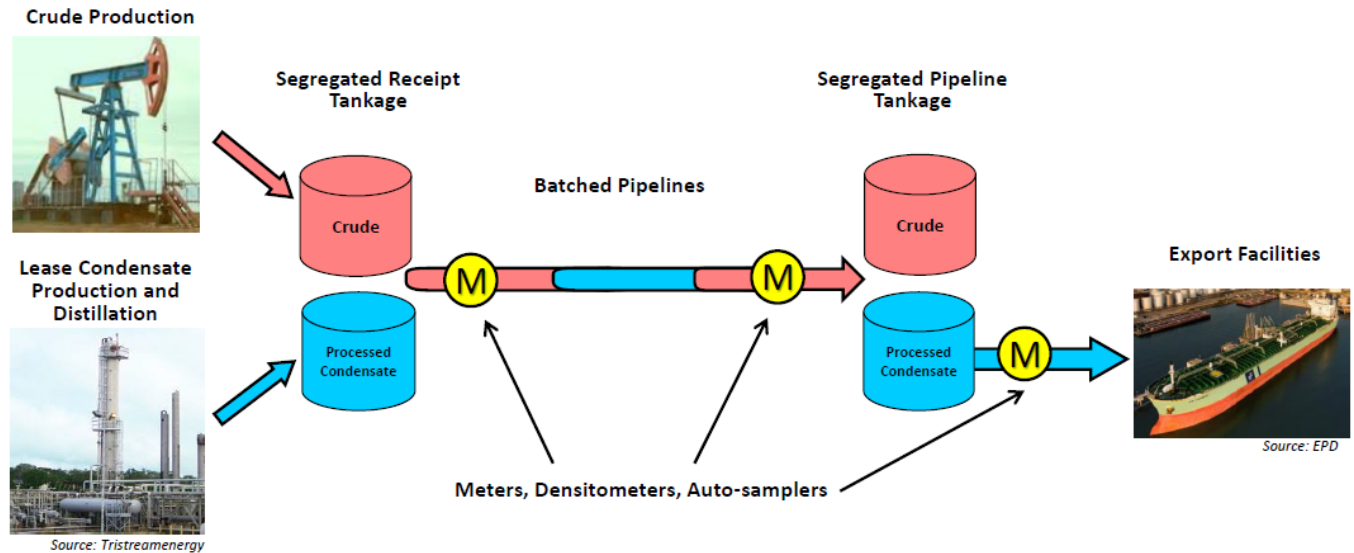 Crude Production
Segregated Receipt
Tankage
Segregated Pipeline
Tankage
Batched Pipelines
Crude
Crude
Lease Condensate
Production and
Distillation
M
M
Export Facilities
Processed
Condensate
Processed
Condensate
M
Source: EPD
Meters, Densitometers, Auto-samplers
Source: Tristreamenergy